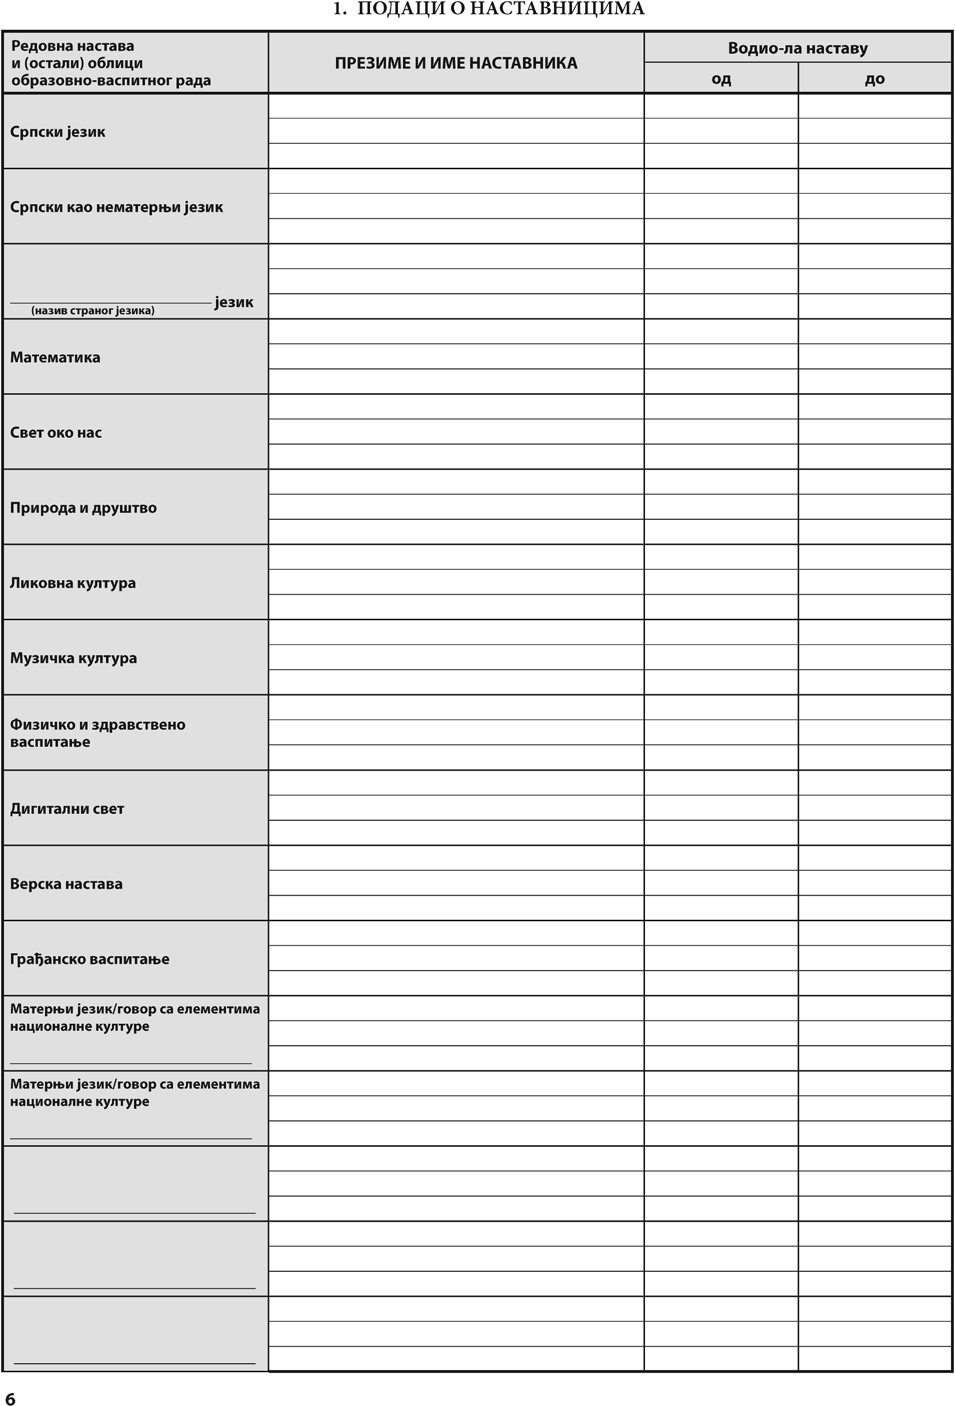 1. ПОДАЦИ О НАСТАВНИЦИМА
Редовна настава
и (остали) облици
образовно-васпитног рада
ПРЕЗИМЕ И ИМЕ НАСТАВНИКА
Водио-ла наставу
од
до
Српски језик
Српски као нематерњи језик
језик
(назив страног језика)
Математика
Свет око нас
Природа и друштво
Ликовна култура
Музичка култура
Физичко и здравствено
васпитање
Дигитални свет
Верска настава
Грађанско васпитање
Матерњи језик/говор са елементима
националне културе
Матерњи језик/говор са елементима
националне културе
6